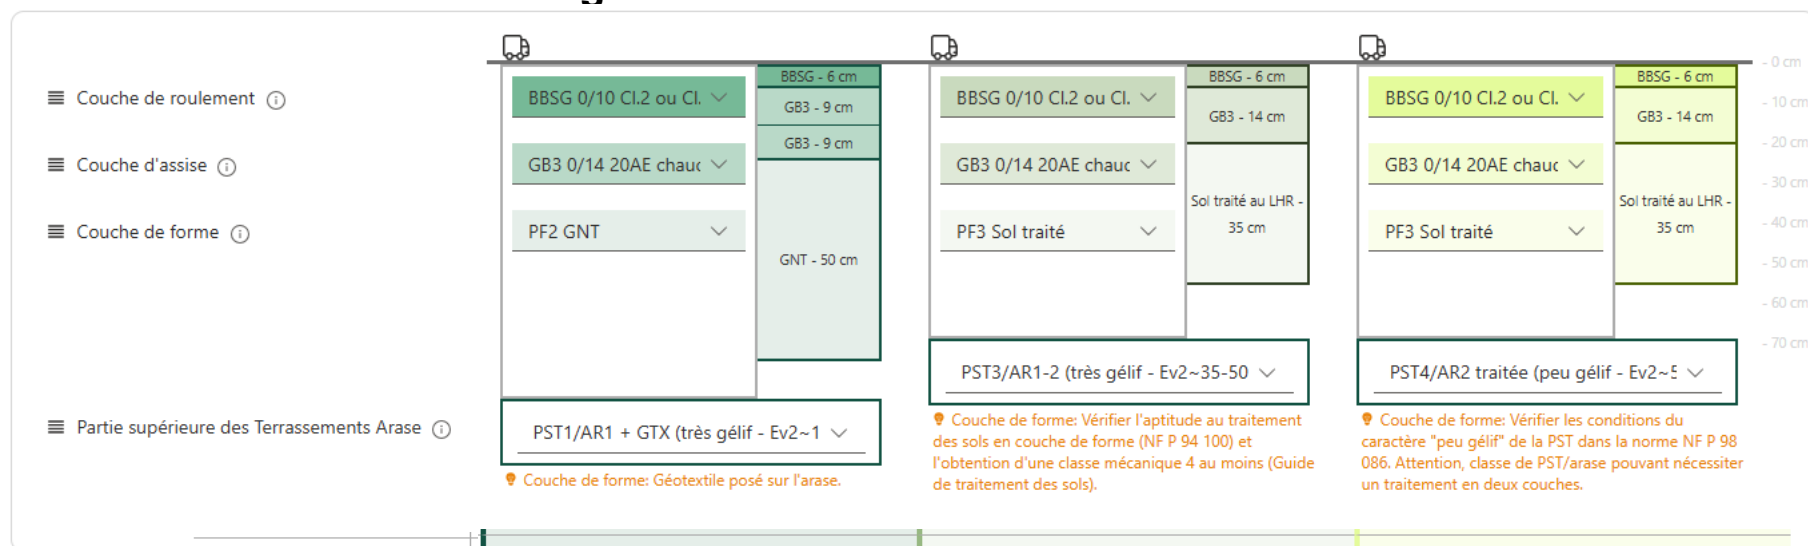 BBSG - 6 cm
BBSG - 6 cm
BBSG - 6 cm
- 0 cm
Couche de roulement
BBSG 0/10 Cl.2 ou Cl.
GB3 - 9 cm
BBSG 0/10 Cl.2 ou Cl.
GB3 - 14 cm
BBSG 0/10 Cl.2 ou Cl.
GB3 - 14 cm
- 10 cm
GB3 - 9 cm
- 20 cm
Couche d'assise
GB3 0/14 20AE chauc
GB3 0/14 20AE chauc
GB3 0/14 20AE chauc
- 30 cm
Sol traité au LHR -
35 cm
Sol traité au LHR -
35 cm
- 40 cm
Couche de forme
PF2 GNT
PF3 Sol traité
PF3 Sol traité
GNT - 50 cm
- 50 cm
- 60 cm
- 70 cm
PST3/AR1-2 (très gélif - Ev2~35-50
PST4/AR2 traitée (peu gélif - Ev2~5
Partie supérieure des Terrassements Arase
PST1/AR1 + GTX (très gélif - Ev2~1
Couche de forme: Géotextile posé sur l'arase.
Couche de forme: Vérifier l'aptitude au traitement
des sols en couche de forme (NF P 94 100) et
l'obtention d'une classe mécanique 4 au moins (Guide
de traitement des sols).
Couche de forme: Vérifier les conditions du
caractère "peu gélif" de la PST dans la norme NF P 98
086. Attention, classe de PST/arase pouvant nécessiter
un traitement en deux couches.